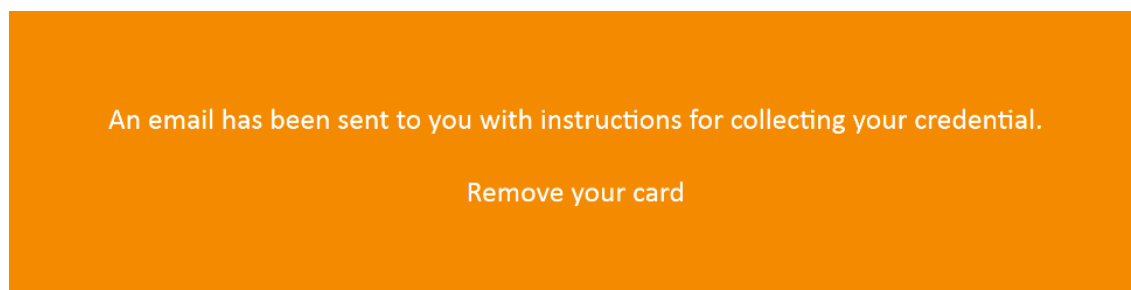 An email has been sent to you with instructions for collecting your credential.
Remove your card